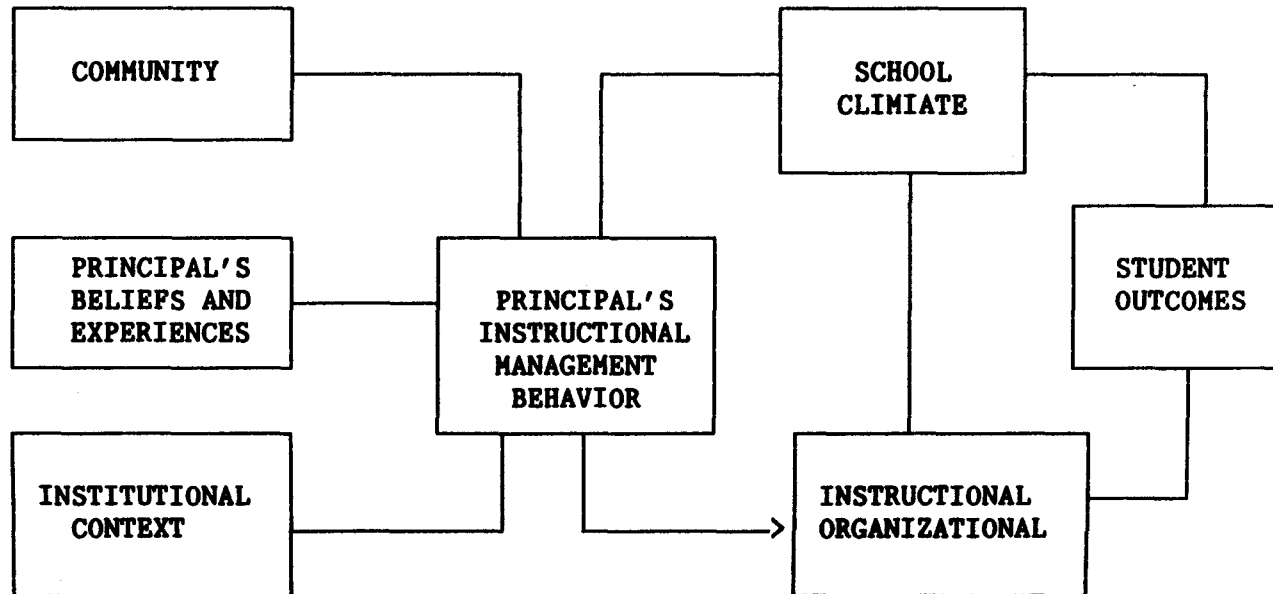 COMMUNITY
SCHOOL
CLIMIATE
PRINCIPAL'S
BELIEFS AND
EXPERIENCES
PRINCIPAL'S
INSTRUCTIONAL
MANAGEMENT
BEHAVIOR
STUDENT
OUTCOMES
INSTITUTIONAL
CONTEXT
INSTRUCTIONAL
ORGANIZATIONAL